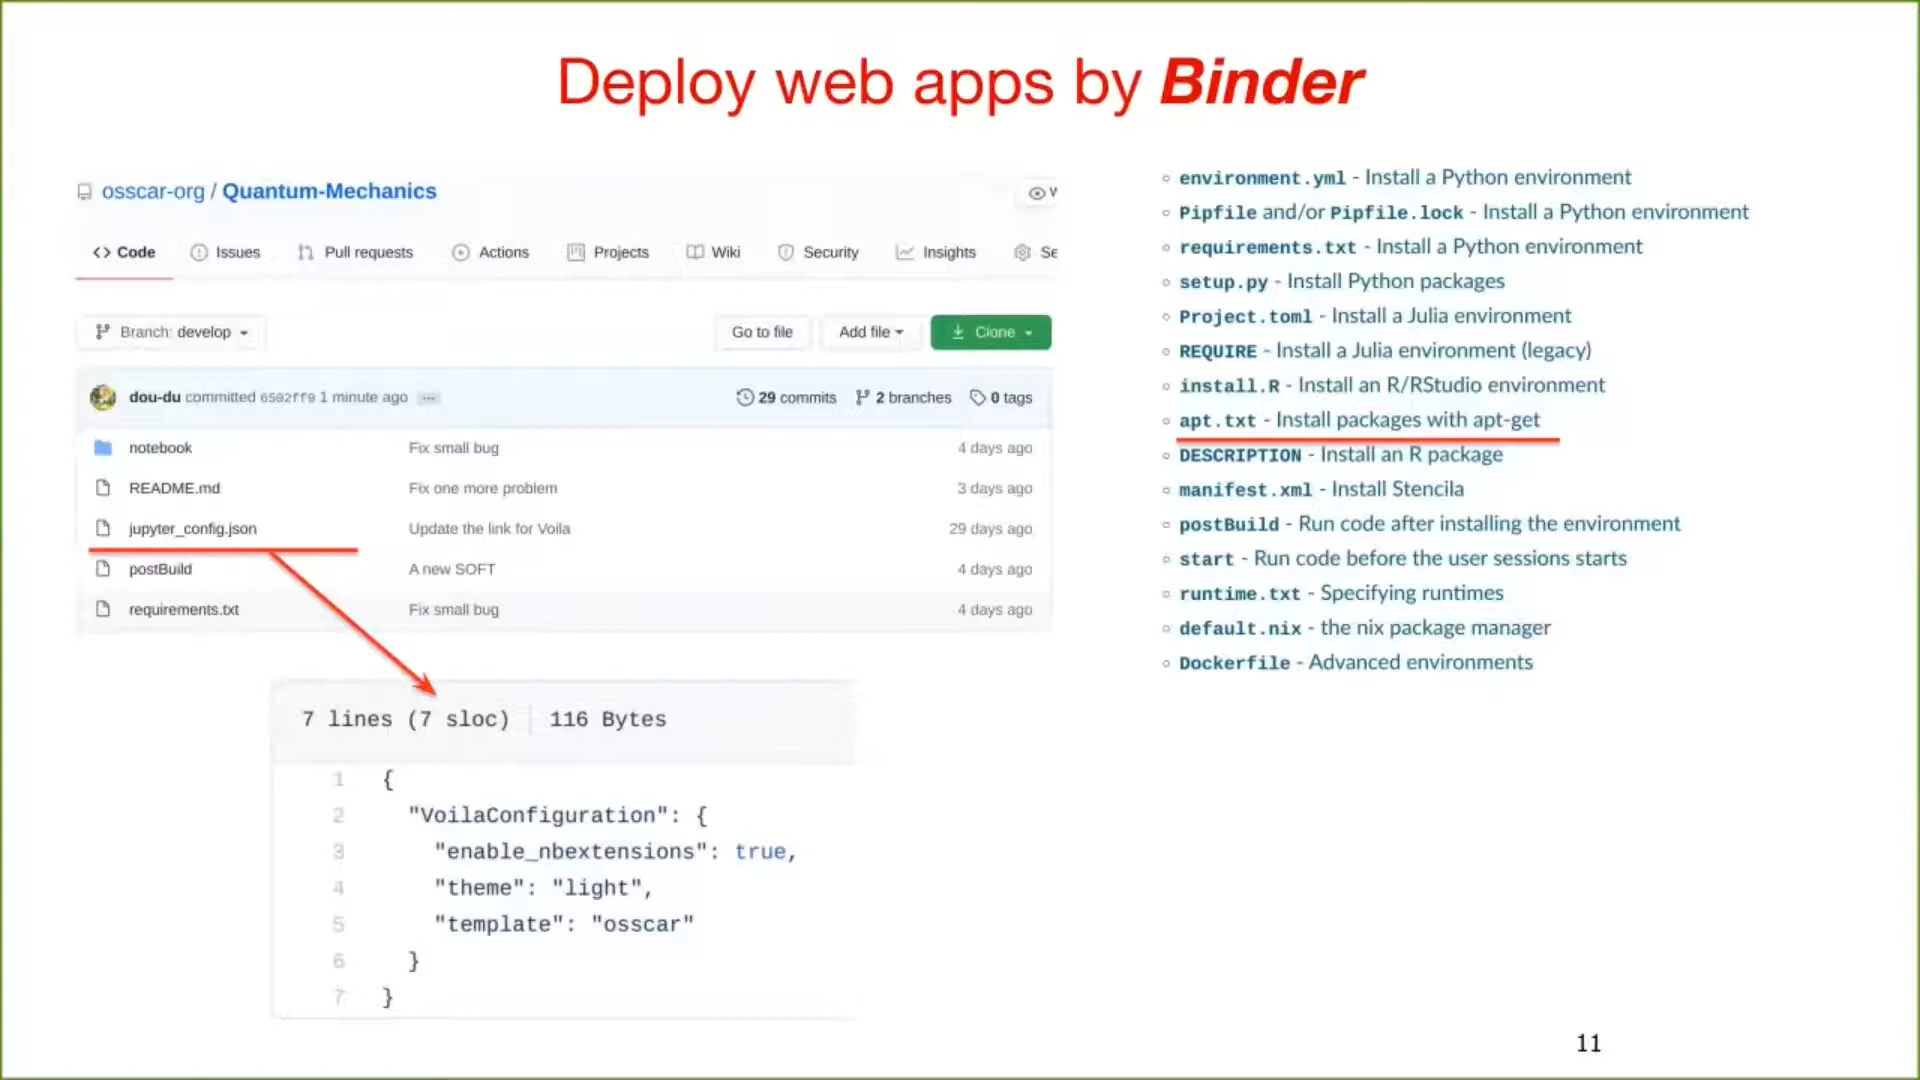 Deploy web apps by Binder
osscar-org / Quantum-Mechanics
Code Issues Pull requests Actions Projects Wiki Security Insights Se
Branch: develop Go to file Add file Clone
dou-du committed 6502ff9 1 minute ago ... 29 commits 2 branches 0 tags
notebook Fix small bug 4 days ago
README.md Fix one more problem 3 days ago
jupyter_config.json Update the link for Voila 29 days ago
postBuild A new SOFT 4 days ago
requirements.txt Fix small bug 4 days ago
7 lines (7 sloc) 116 Bytes
1 {
2 "VoilaConfiguration": {
3 "enable_nbextensions": true,
4 "theme": "light",
5 "template": "osscar"
6 }
7 }
environment.yml - Install a Python environment
Pipfile and/or Pipfile.lock - Install a Python environment
requirements.txt - Install a Python environment
setup.py - Install Python packages
Project.toml - Install a Julia environment
REQUIRE - Install a Julia environment (legacy)
install.R - Install an R/RStudio environment
apt.txt - Install packages with apt-get
DESCRIPTION - Install an R package
manifest.xml - Install Stencila
postBuild - Run code after installing the environment
start - Run code before the user sessions starts
runtime.txt - Specifying runtimes
default.nix - the nix package manager
Dockerfile - Advanced environments
11